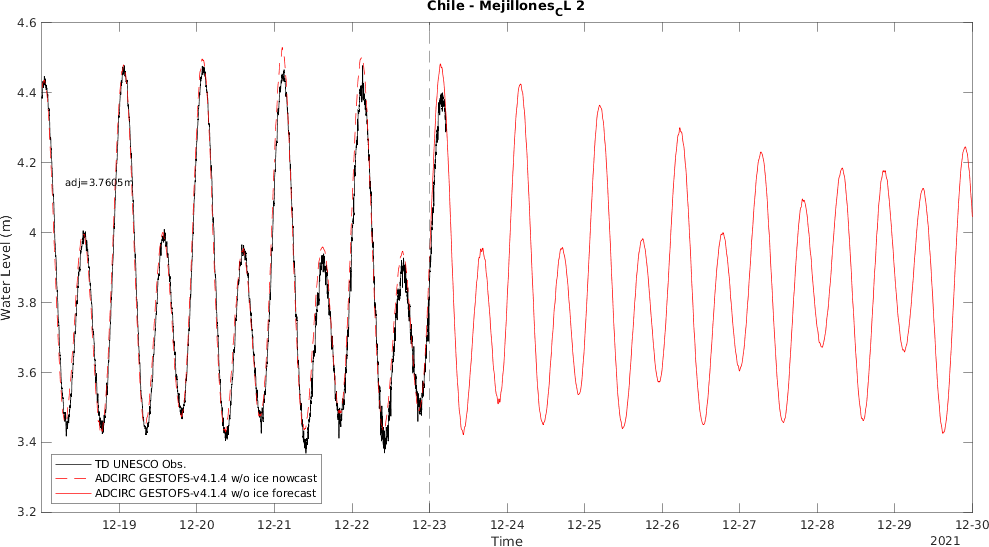 Chile - Mejillones_CL 2
4.6
4.4
4.2
4
3.8
3.6
3.4
3.2
Water Level (m)
adj=3.7605m
TD UNESCO Obs.
ADCIRC GESTOFS-v4.1.4 w/o ice nowcast
ADCIRC GESTOFS-v4.1.4 w/o ice forecast
12-19 12-20 12-21 12-22 12-23 12-24 12-25 12-26 12-27 12-28 12-29 12-30
Time
2021